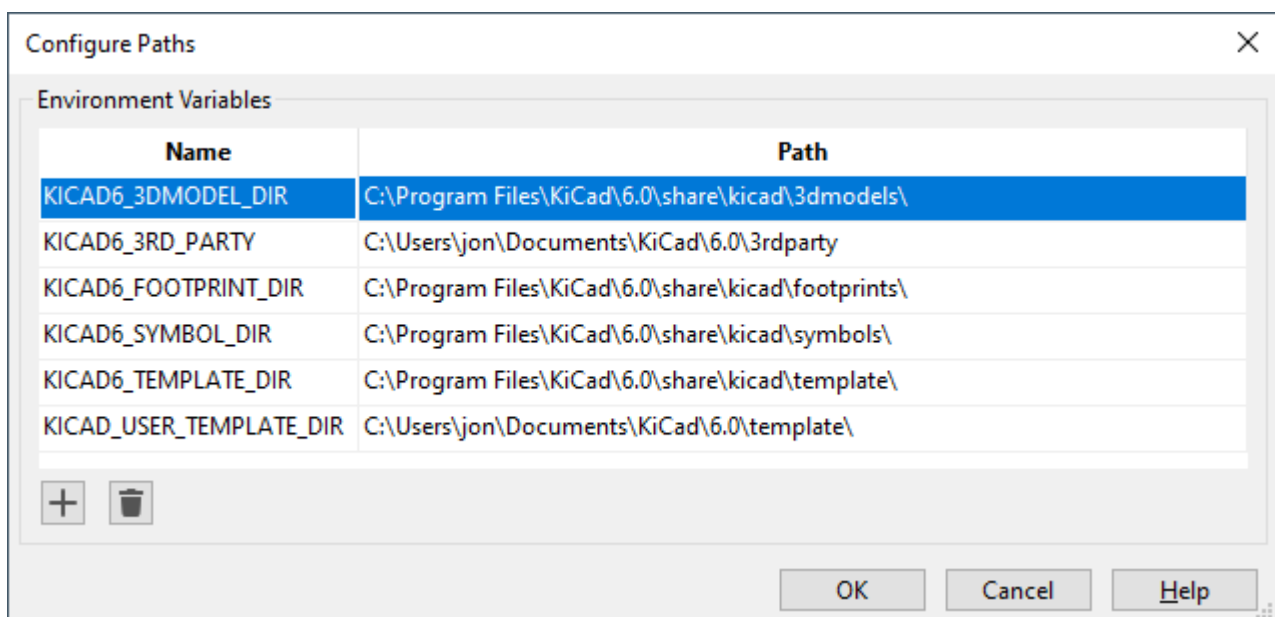 Configure Paths
Environment Variables
Name Path
KICAD6_3DMODEL_DIR C:\Program Files\KiCad\6.0\share\kicad\3dmodels\
KICAD6_3RD_PARTY C:\Users\jon\Documents\KiCad\6.0\3rdparty
KICAD6_FOOTPRINT_DIR C:\Program Files\KiCad\6.0\share\kicad\footprints\
KICAD6_SYMBOL_DIR C:\Program Files\KiCad\6.0\share\kicad\symbols\
KICAD6_TEMPLATE_DIR C:\Program Files\KiCad\6.0\share\kicad\template\
KICAD_USER_TEMPLATE_DIR C:\Users\jon\Documents\KiCad\6.0\template\
OK Cancel Help